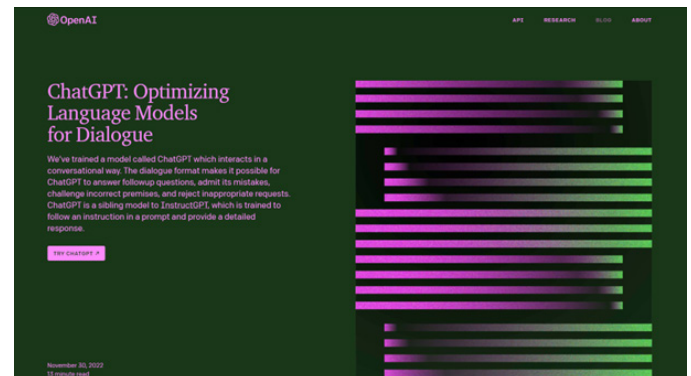 OpenAI
API RESEARCH BLOG ABOUT
ChatGPT: Optimizing
Language Models
for Dialogue
We've trained a model called ChatGPT which interacts in a
conversational way. The dialogue format makes it possible for
ChatGPT to answer followup questions, admit its mistakes,
challenge incorrect premises, and reject inappropriate requests.
ChatGPT is a sibling model to InstructGPT, which is trained to
follow an instruction in a prompt and provide a detailed
response.
TRY CHATGPT ↗
November 30, 2022
13 minute read